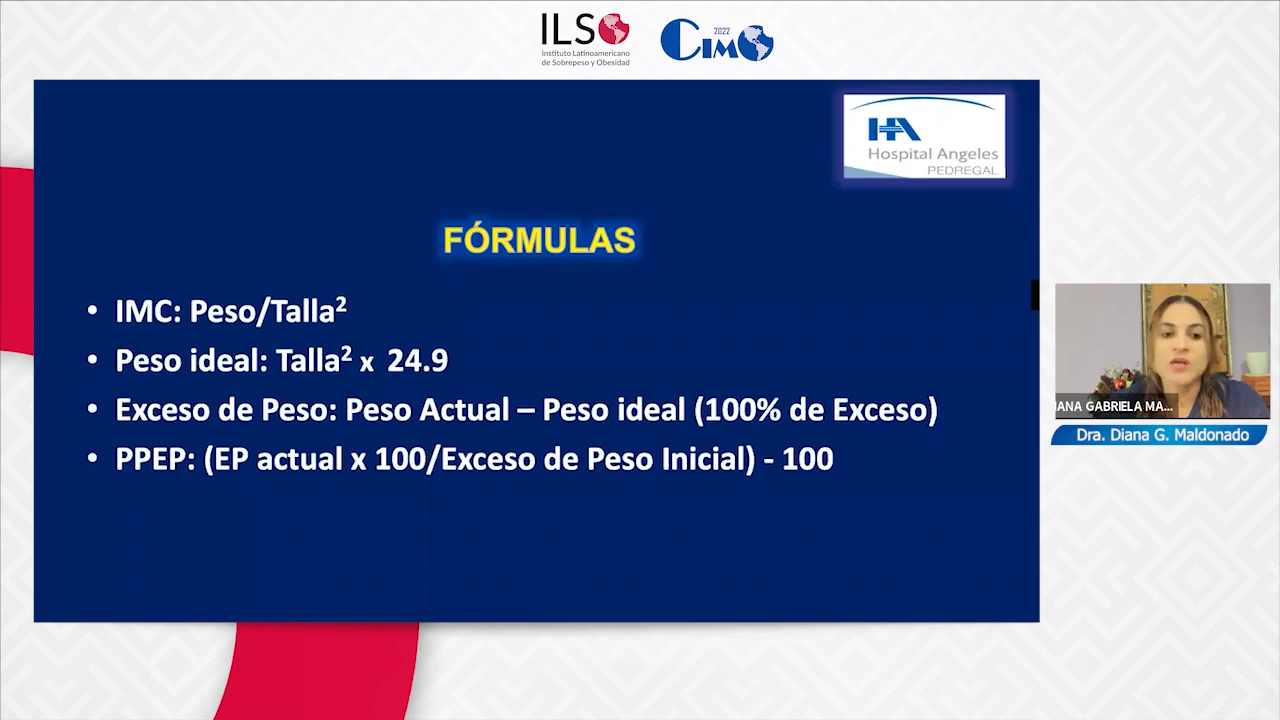 ILSO
Instituto Latinoamericano
de Sobrepeso y Obesidad
2022
CIMO
HA
Hospital Angeles
PEDREGAL
FÓRMULAS
• IMC: Peso/Talla²
• Peso ideal: Talla² x 24.9
• Exceso de Peso: Peso Actual – Peso ideal (100% de Exceso)
• PPEP: (EP actual x 100/Exceso de Peso Inicial) - 100
IANA GABRIELA MA...
Dra. Diana G. Maldonado